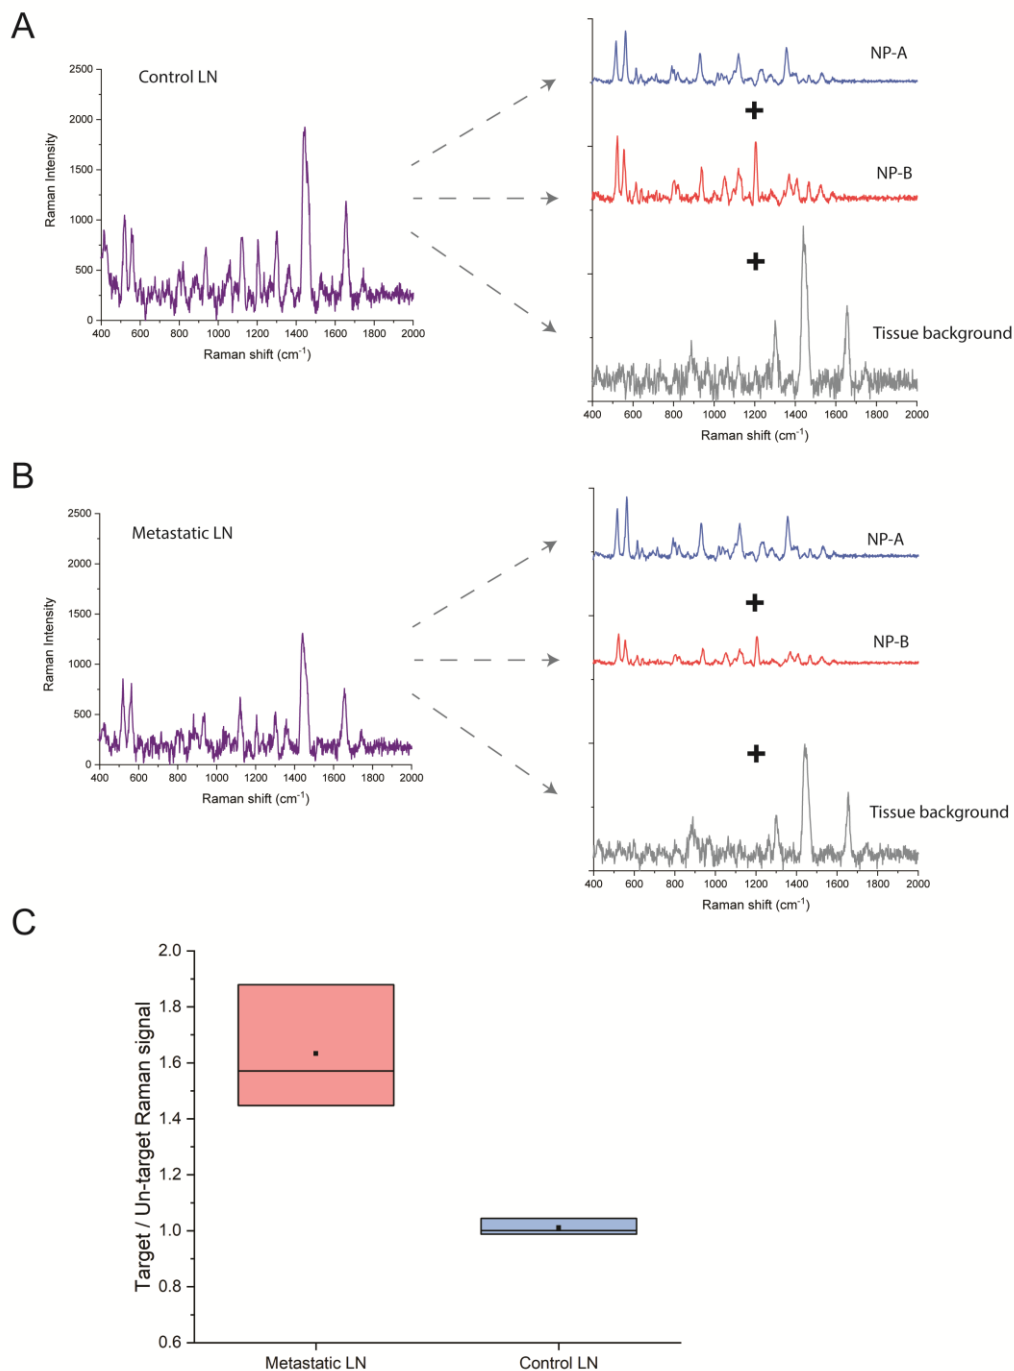 A
Control LN
2500
2000
1500
1000
500
0
Raman Intensity
400 600 800 1000 1200 1400 1600 1800 2000
Raman shift (cm⁻¹)
NP-A
+
NP-B
+
Tissue background
400 600 800 1000 1200 1400 1600 1800 2000
Raman shift (cm⁻¹)
B
Metastatic LN
2500
2000
1500
1000
500
0
Raman Intensity
400 600 800 1000 1200 1400 1600 1800 2000
Raman shift (cm⁻¹)
NP-A
+
NP-B
+
Tissue background
400 600 800 1000 1200 1400 1600 1800 2000
Raman shift (cm⁻¹)
C
2.0
1.8
1.6
1.4
1.2
1.0
0.8
0.6
Target / Un-target Raman signal
Metastatic LN Control LN